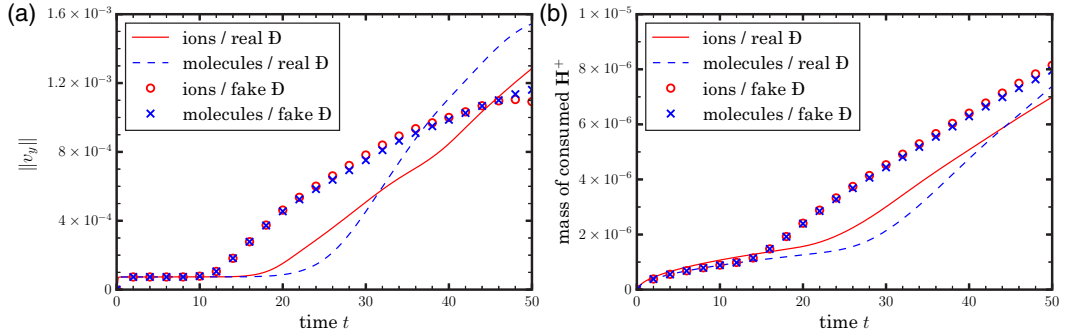 (a)
1.6 × 10⁻³
1.2 × 10⁻³
8 × 10⁻⁴
4 × 10⁻⁴
0
‖v_y‖
ions / real Đ
molecules / real Đ
ions / fake Đ
molecules / fake Đ
0 10 20 30 40 50
time t
(b)
1 × 10⁻⁵
8 × 10⁻⁶
6 × 10⁻⁶
4 × 10⁻⁶
2 × 10⁻⁶
0
mass of consumed H⁺
ions / real Đ
molecules / real Đ
ions / fake Đ
molecules / fake Đ
0 10 20 30 40 50
time t